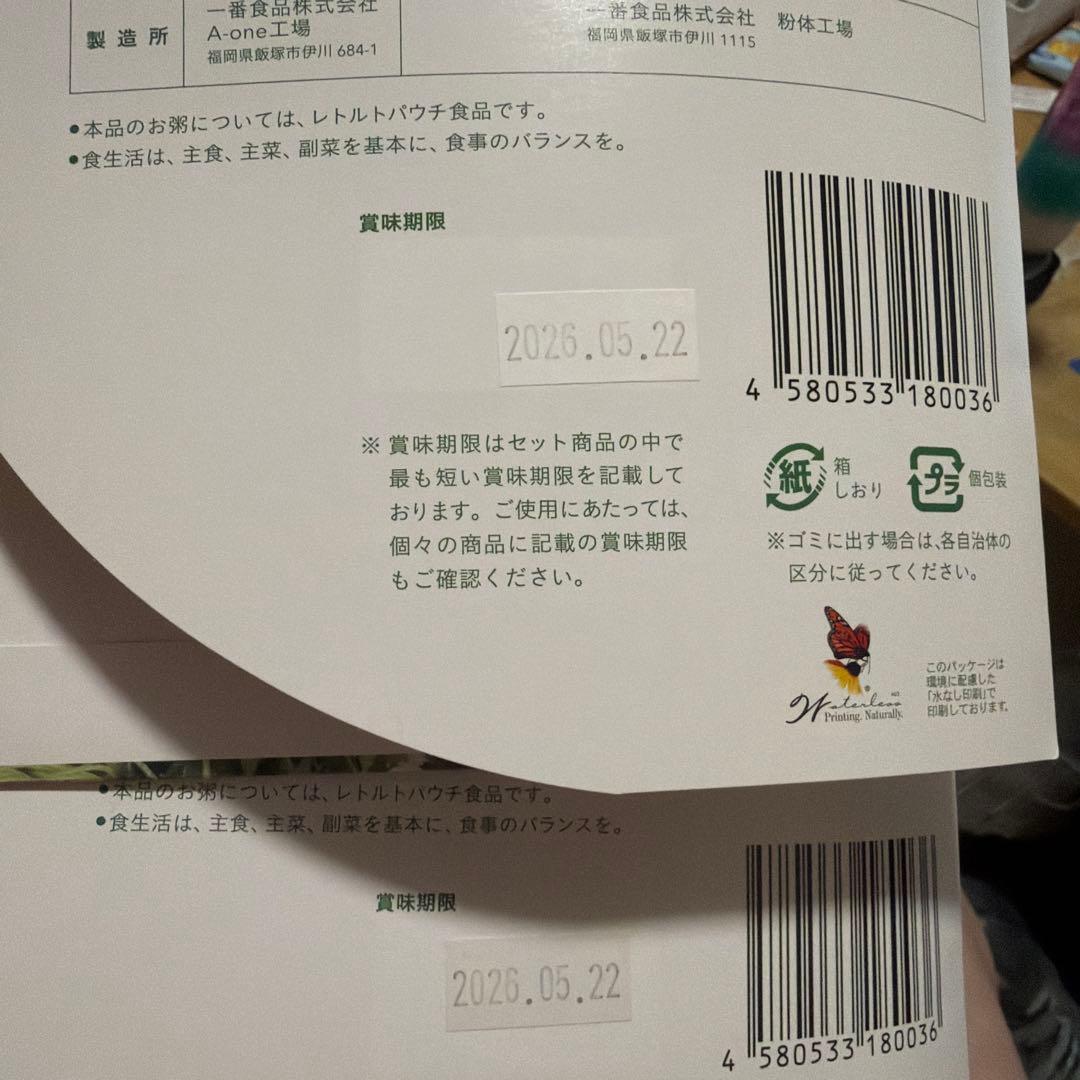 一番食品株式会社
A-one工場
福岡県飯塚市伊川 684-1
製造所
一番食品株式会社 粉体工場
福岡県飯塚市伊川 1115
●本品のお粥については、レトルトパウチ食品です。
●食生活は、主食、主菜、副菜を基本に、食事のバランスを。
賞味期限
2026.05.22
4 580533 180036
※賞味期限はセット商品の中で
最も短い賞味期限を記載して
おります。ご使用にあたっては、
個々の商品に記載の賞味期限
もご確認ください。
紙 箱
しおり
プラ 個包装
※ゴミに出す場合は、各自治体の
区分に従ってください。
Waterless
Printing. Naturally.
このパッケージは
環境に配慮した
「水なし印刷」で
印刷しております。
●本品のお粥については、レトルトパウチ食品です。
●食生活は、主食、主菜、副菜を基本に、食事のバランスを。
賞味期限
2026.05.22
4 580533 180036